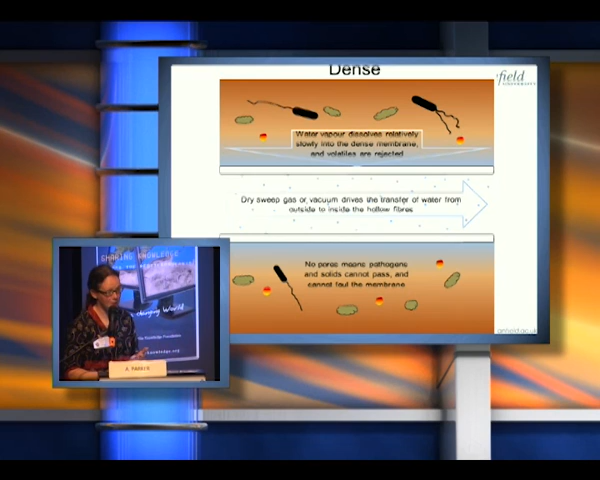 Dense
field
Water vapour dissolves relatively
slowly into the dense membrane,
and volatiles are rejected
Dry sweep gas or vacuum drives the transfer of water from
outside to inside the hollow fibres
No pores means pathogens
and solids cannot pass, and
cannot foul the membrane
SHARING KNOWLEDGE
changing World